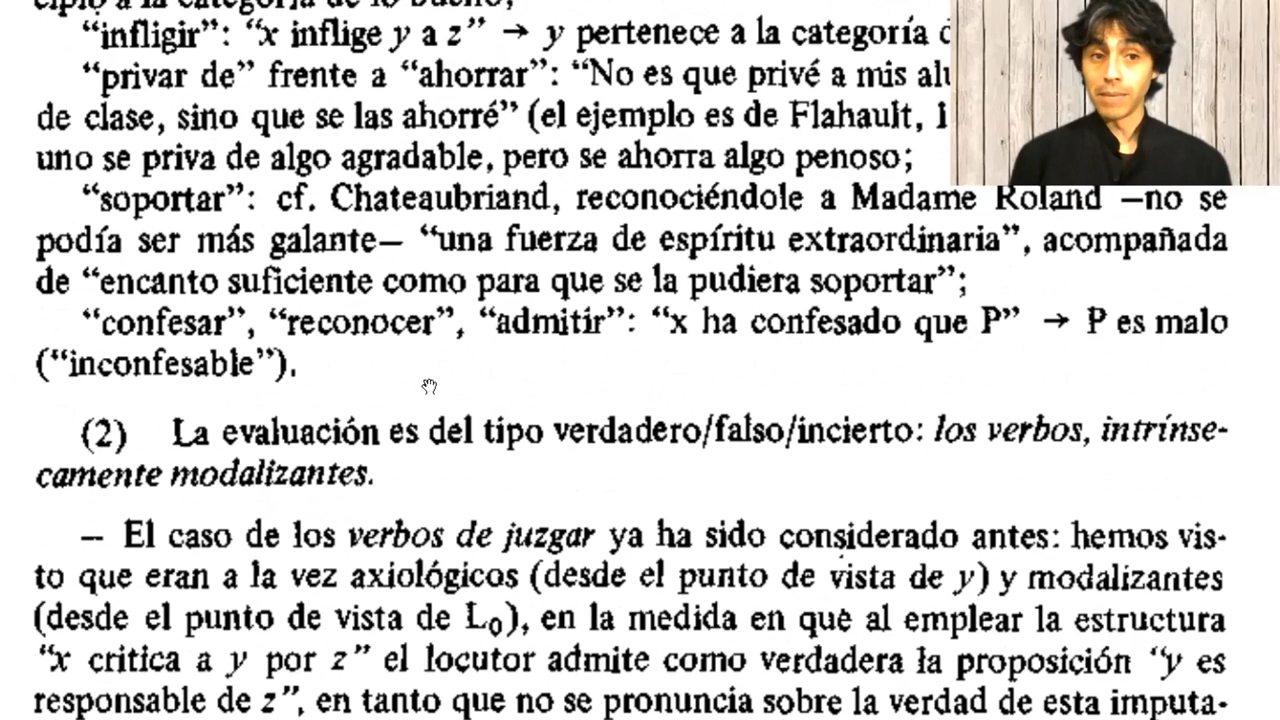 cipio a la categoría de lo bueno;
“infligir”: “x inflige y a z” → y pertenece a la categoría
“privar de” frente a “ahorrar”: “No es que privé a mis
de clase, sino que se las ahorré” (el ejemplo es de Flahault,
uno se priva de algo agradable, pero se ahorra algo penoso;
“soportar”: cf. Chateaubriand, reconociéndole a Madame Roland —no se
podía ser más galante— “una fuerza de espíritu extraordinaria”, acompañada
de “encanto suficiente como para que se la pudiera soportar”;
“confesar”, “reconocer”, “admitir”: “x ha confesado que P” → P es malo
(“inconfesable”).
(2) La evaluación es del tipo verdadero/falso/incierto: los verbos, intrínse-
camente modalizantes.
— El caso de los verbos de juzgar ya ha sido considerado antes: hemos vis-
to que eran a la vez axiológicos (desde el punto de vista de y) y modalizantes
(desde el punto de vista de L₀), en la medida en que al emplear la estructura
“x critica a y por z” el locutor admite como verdadera la proposición “y es
responsable de z”, en tanto que no se pronuncia sobre la verdad de esta imputa-